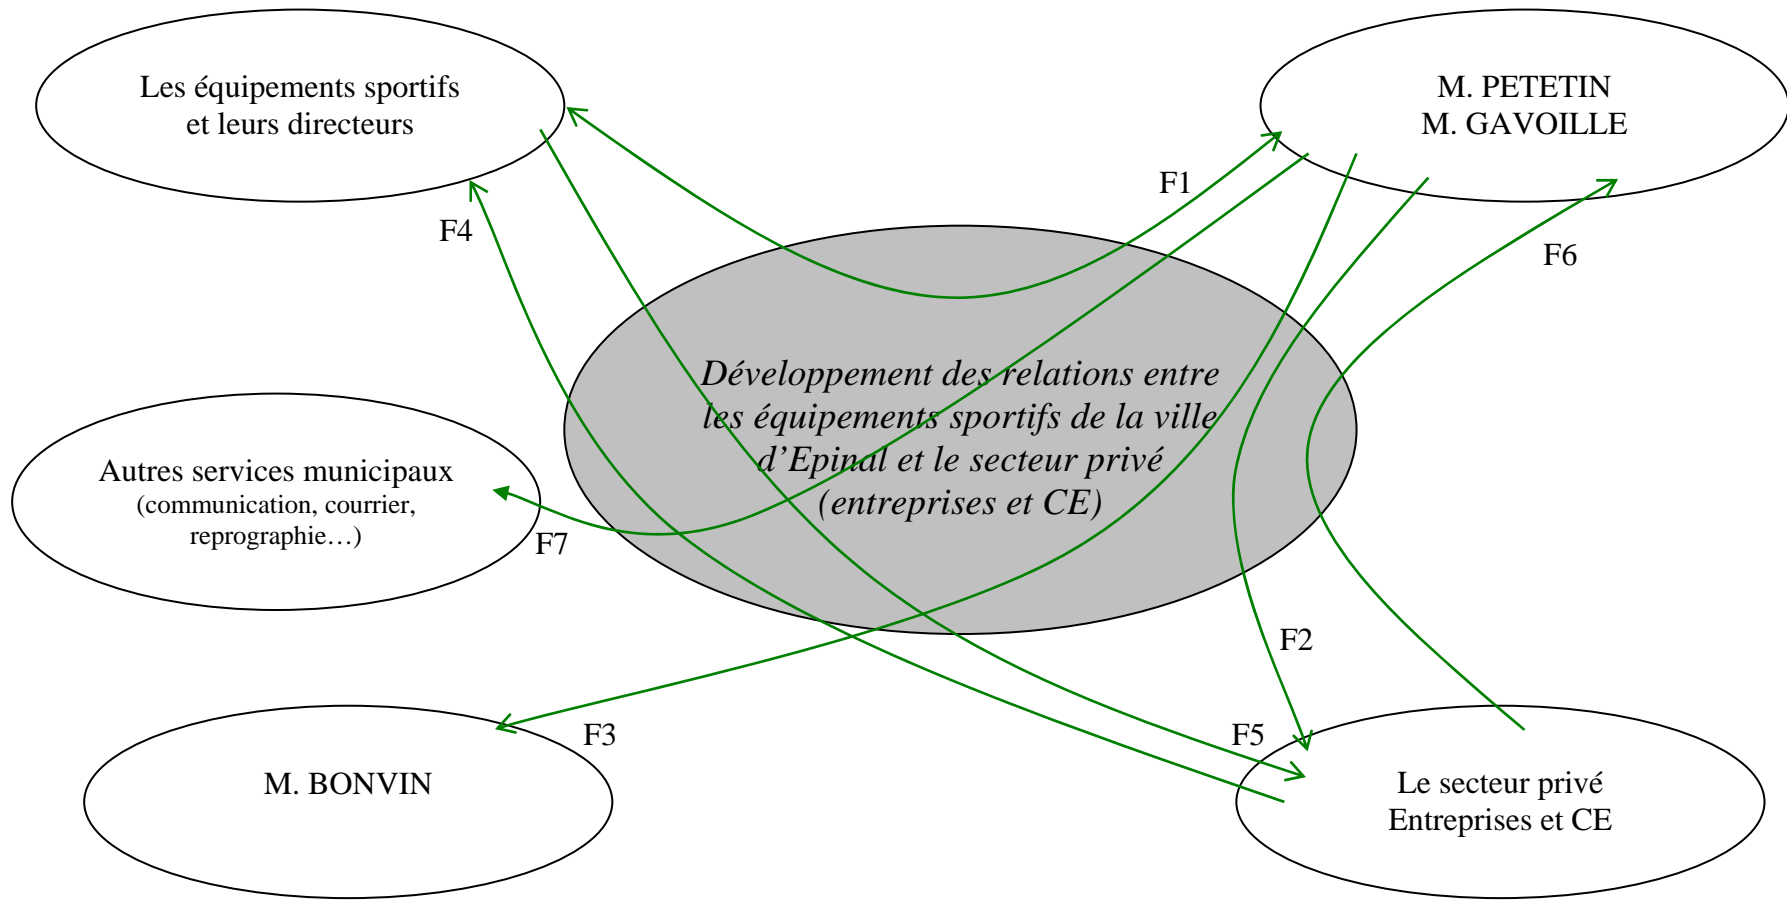 Les équipements sportifs
et leurs directeurs
M. PETETIN
M. GAVOILLE
F1
F4
F6
Développement des relations entre
les équipements sportifs de la ville
d’Epinal et le secteur privé
(entreprises et CE)
Autres services municipaux
(communication, courrier,
reprographie…)
F7
F2
F3
F5
M. BONVIN
Le secteur privé
Entreprises et CE